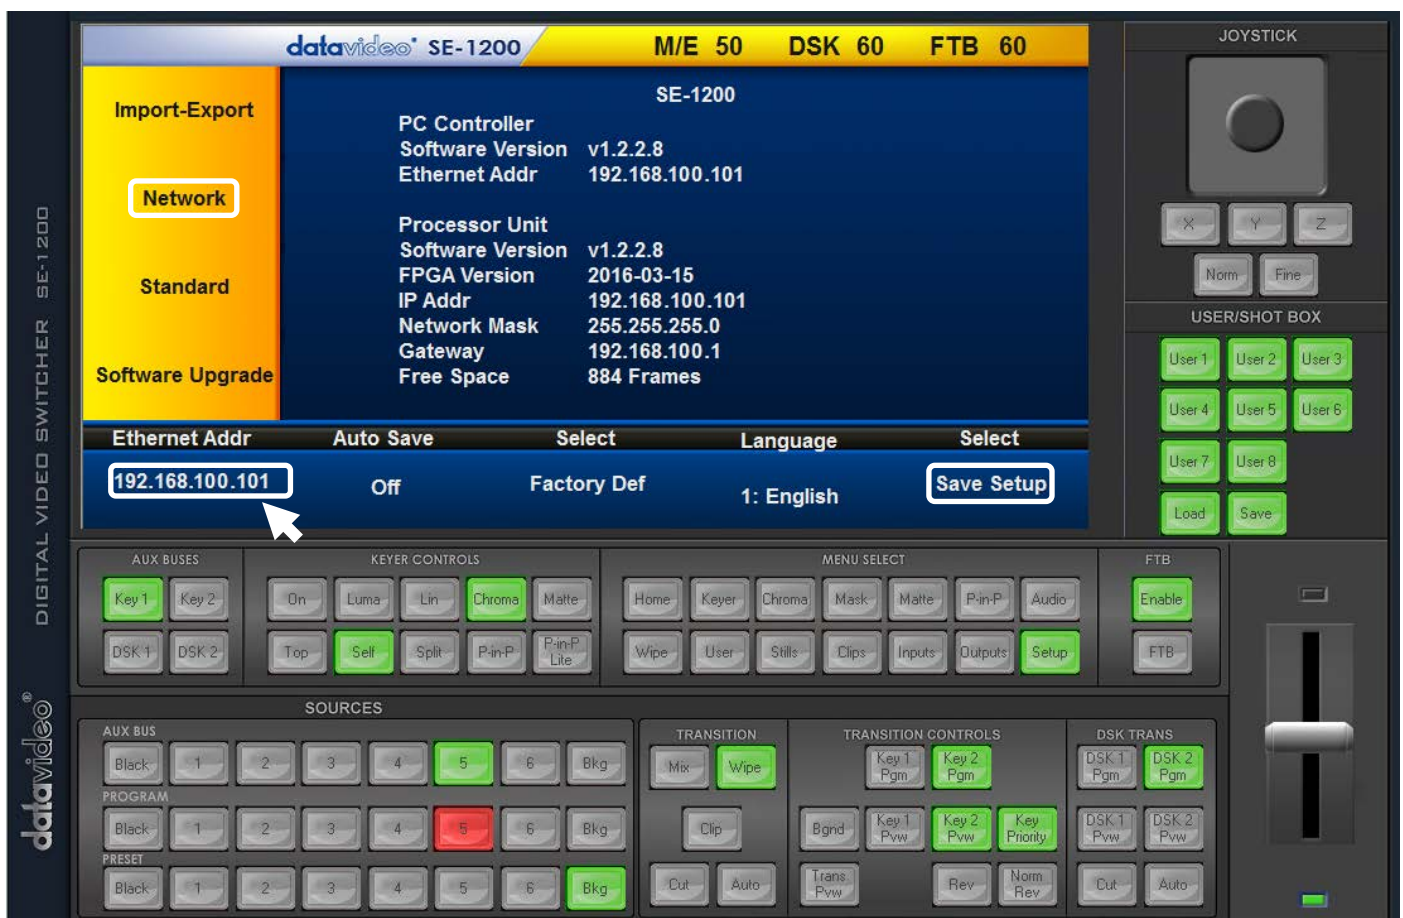 datavideo SE-1200 M/E 50 DSK 60 FTB 60
Import-Export
Network
Standard
Software Upgrade
SE-1200
PC Controller
Software Version v1.2.2.8
Ethernet Addr 192.168.100.101
Processor Unit
Software Version v1.2.2.8
FPGA Version 2016-03-15
IP Addr 192.168.100.101
Network Mask 255.255.255.0
Gateway 192.168.100.1
Free Space 884 Frames
Ethernet Addr Auto Save Select Language Select
192.168.100.101 Off Factory Def 1: English Save Setup
JOYSTICK
X Y Z
Norm Fine
USER/SHOT BOX
User 1 User 2 User 3
User 4 User 5 User 6
User 7 User 8
Load Save
DIGITAL VIDEO SWITCHER SE-1200
datavideo®
AUX BUSES
Key 1 Key 2
DSK 1 DSK 2
KEYER CONTROLS
On Luma Lin Chroma Matte
Top Self Split P-in-P P-in-P
Lite
MENU SELECT
Home Keyer Chroma Mask Matte P-in-P Audio
Wipe User Stills Clips Inputs Outputs Setup
FTB
Enable
FTB
SOURCES
AUX BUS
Black 1 2 3 4 5 6 Bkg
PROGRAM
Black 1 2 3 4 5 6 Bkg
PRESET
Black 1 2 3 4 5 6 Bkg
TRANSITION
Mix Wipe
Clip
Cut Auto
TRANSITION CONTROLS
Key 1 Key 2
Pgm Pgm
Bgnd Key 1 Key 2 Key
Pvw Pvw Priority
Trans Rev Norm
Pvw Rev
DSK TRANS
DSK 1 DSK 2
Pgm Pgm
DSK 1 DSK 2
Pvw Pvw
Cut Auto